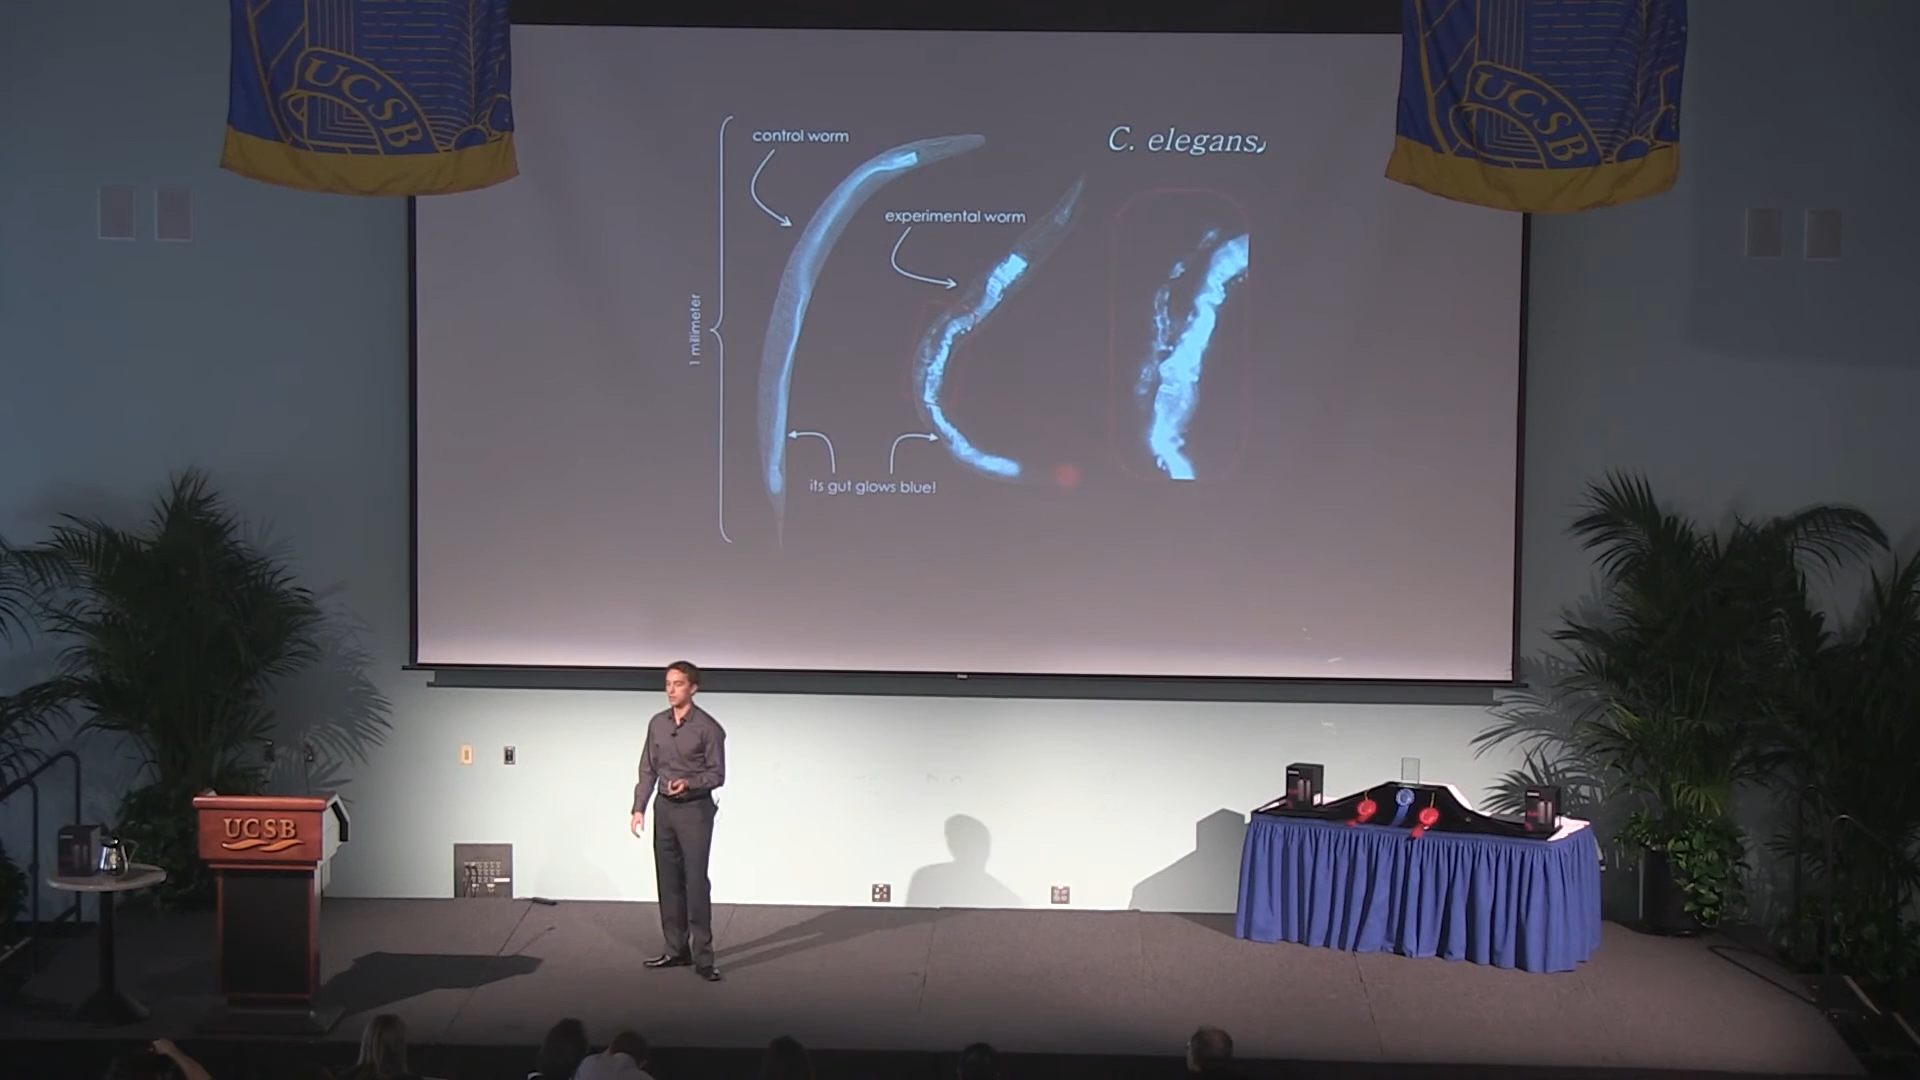 UCSB
UCSB
control worm
C. elegans
experimental worm
1 millimeter
its gut glows blue!
UCSB